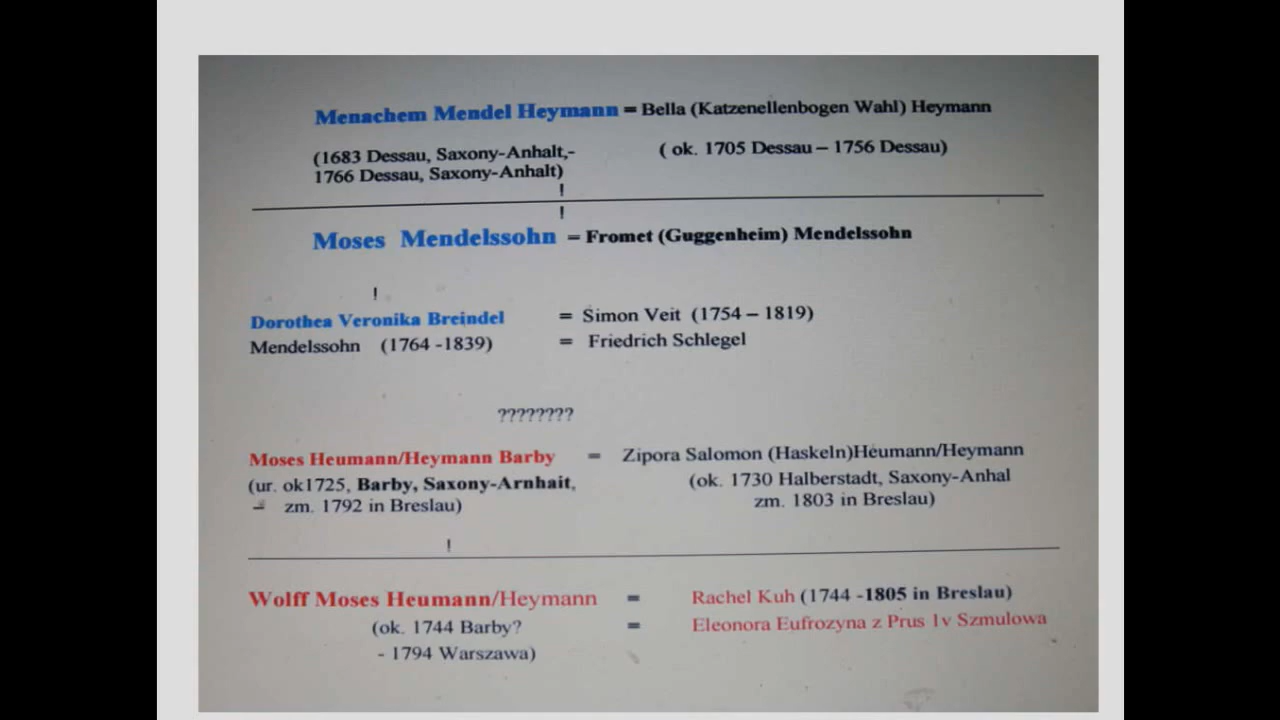 Menachem Mendel Heymann = Bella (Katzenellenbogen Wahl) Heymann
(1683 Dessau, Saxony-Anhalt,- ( ok. 1705 Dessau – 1756 Dessau)
1766 Dessau, Saxony-Anhalt)
!
!
Moses Mendelssohn = Fromet (Guggenheim) Mendelssohn
!
Dorothea Veronika Breindel = Simon Veit (1754 – 1819)
Mendelssohn (1764 -1839) = Friedrich Schlegel
????????
Moses Heumann/Heymann Barby = Zipora Salomon (Haskeln)Heumann/Heymann
(ur. ok1725, Barby, Saxony-Arnhait, (ok. 1730 Halberstadt, Saxony-Anhal
– zm. 1792 in Breslau) zm. 1803 in Breslau)
!
Wolff Moses Heumann/Heymann = Rachel Kuh (1744 -1805 in Breslau)
(ok. 1744 Barby? = Eleonora Eufrozyna z Prus 1v Szmulowa
- 1794 Warszawa)